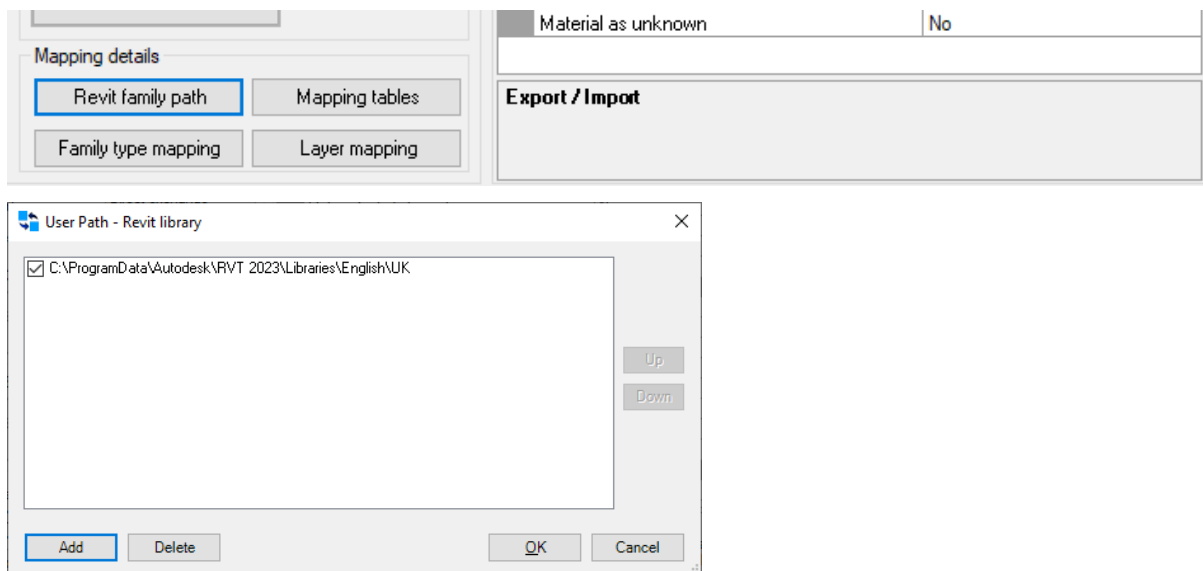 Material as unknown No
Mapping details
Revit family path Mapping tables
Export / Import
Family type mapping Layer mapping
User Path - Revit library
C:\ProgramData\Autodesk\RVT 2023\Libraries\English\UK
Up
Down
Add Delete OK Cancel